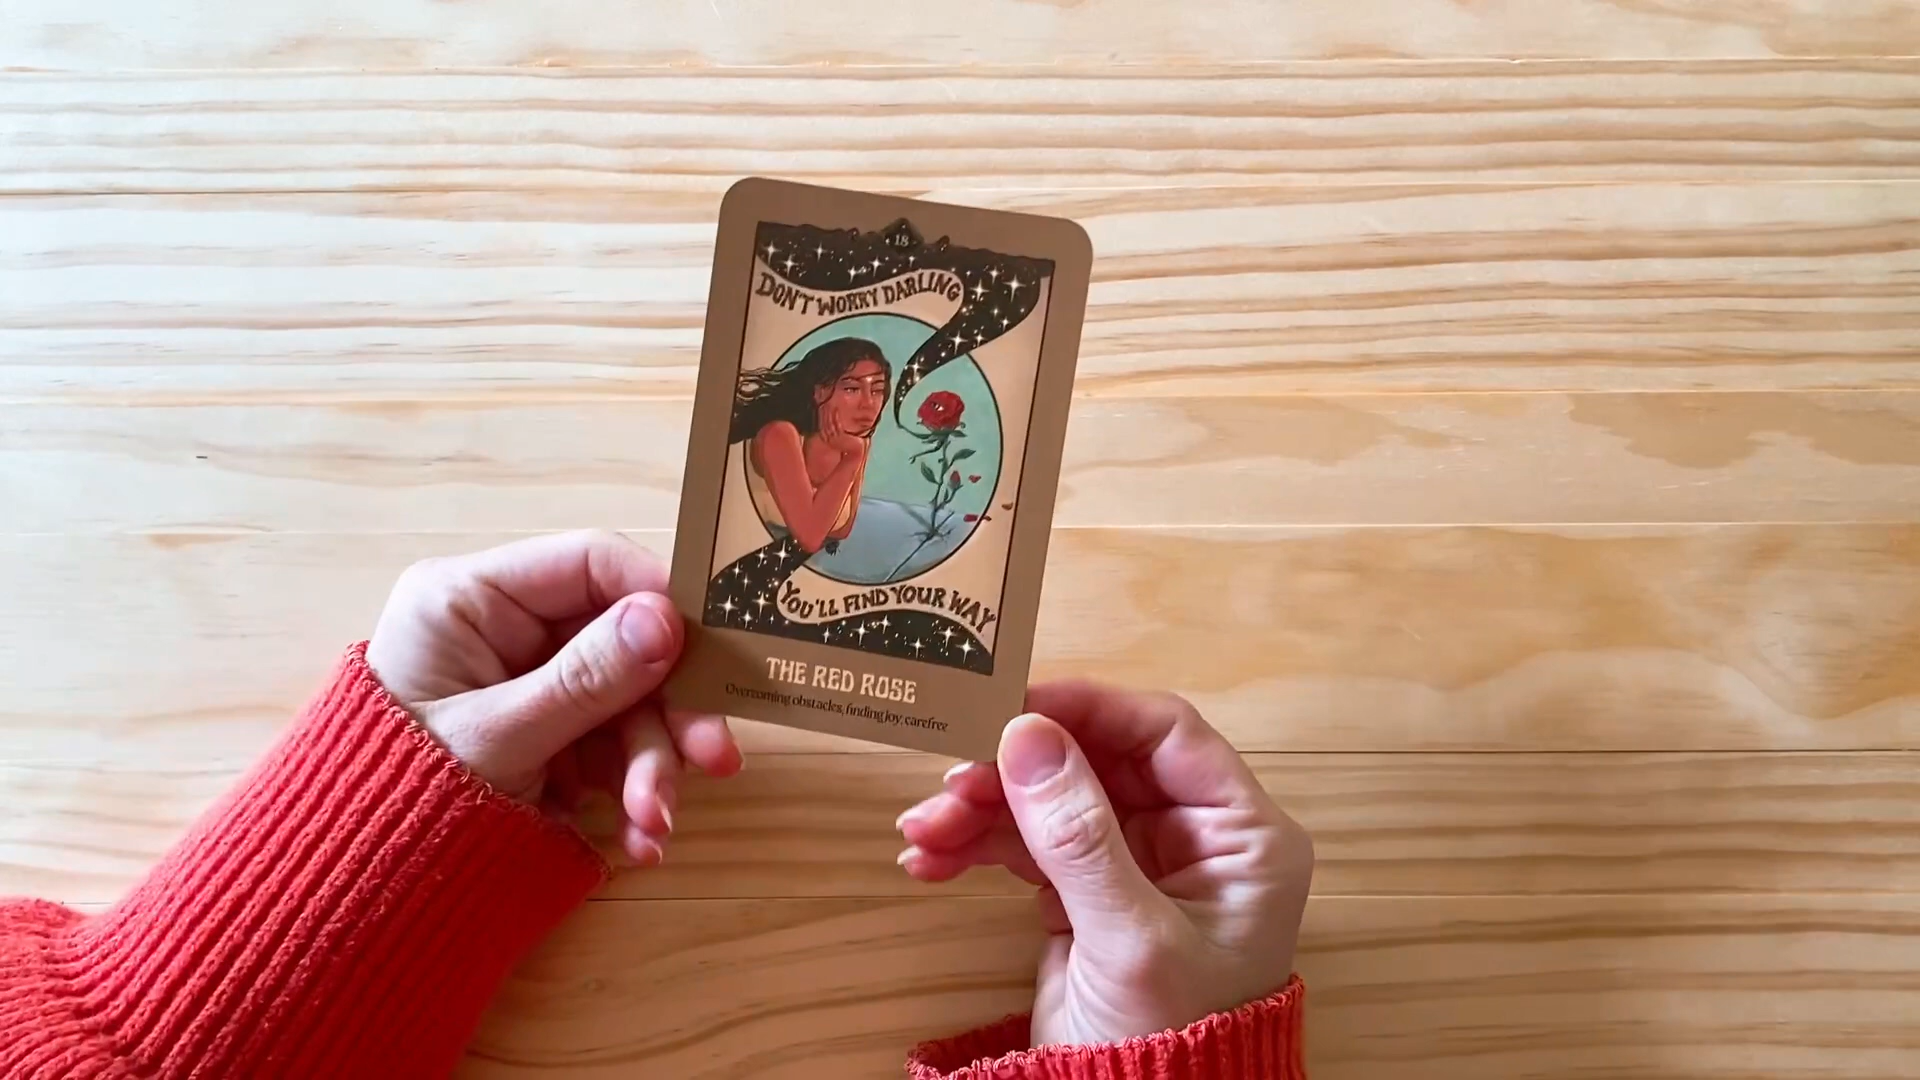 18
DON'T WORRY DARLING
YOU'LL FIND YOUR WAY
THE RED ROSE
Overcoming obstacles, finding joy, carefree